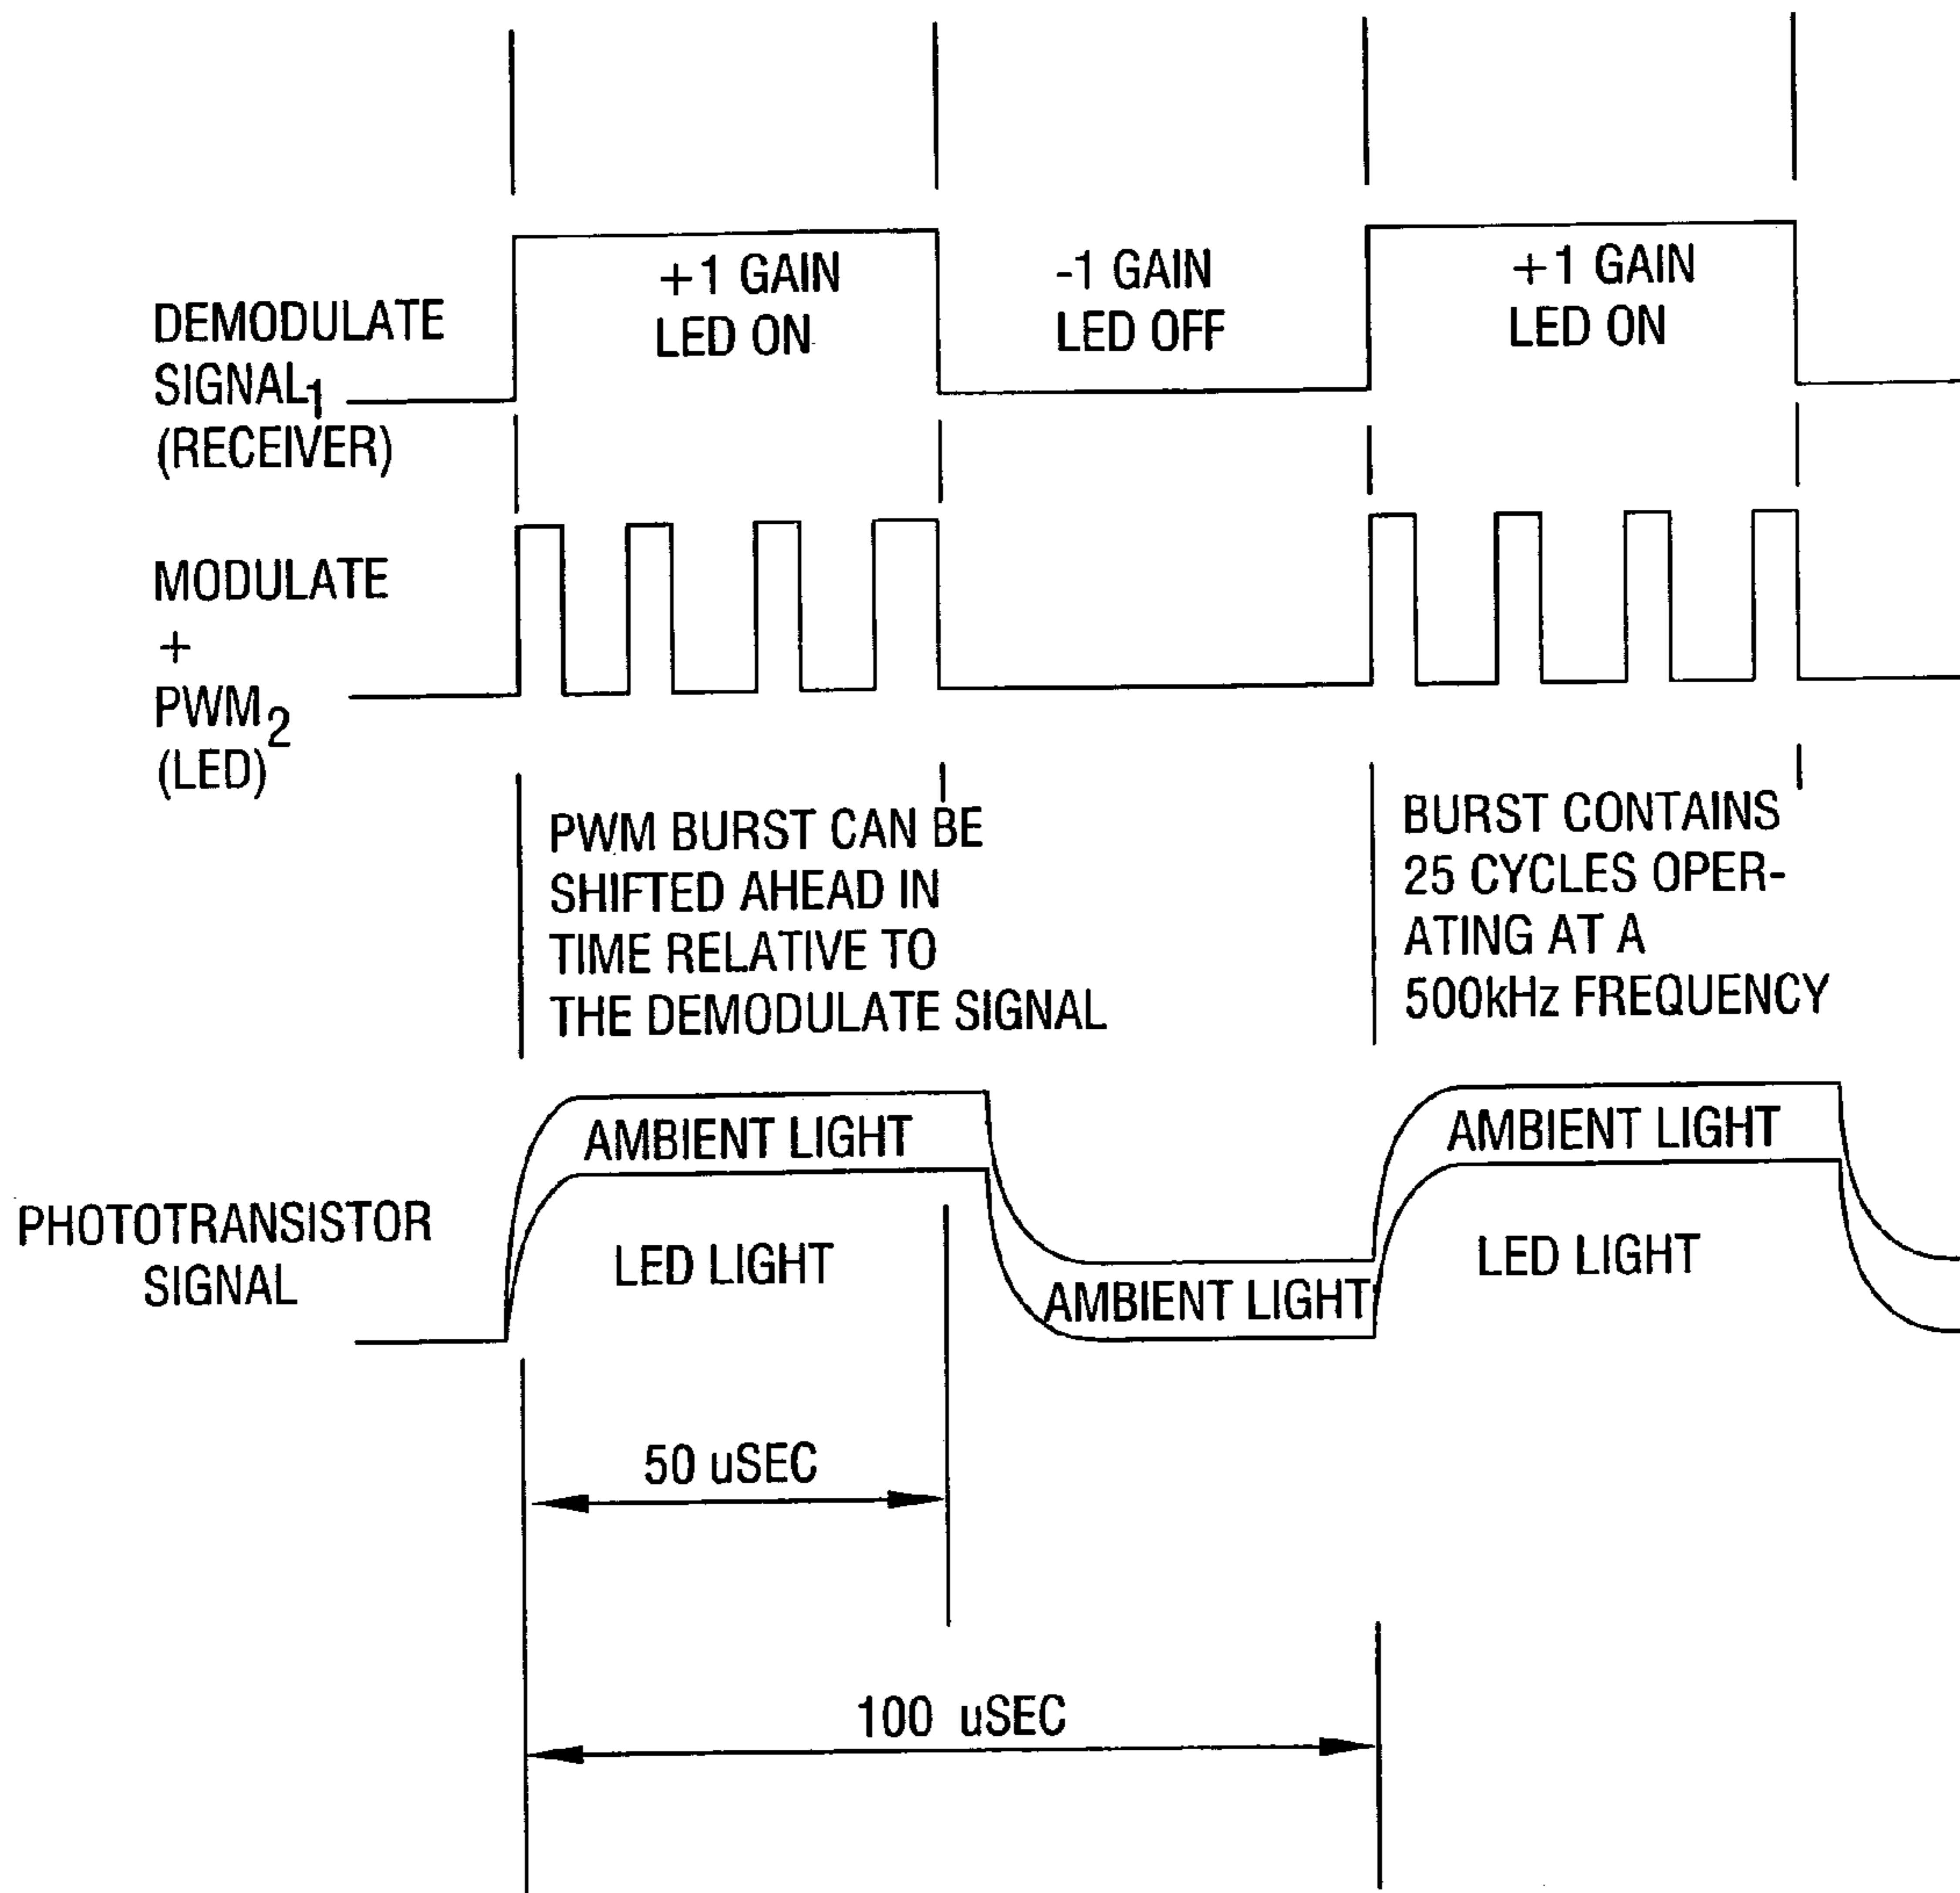 +1 GAIN
LED ON
-1 GAIN
LED OFF
+1 GAIN
LED ON
DEMODULATE
SIGNAL1
(RECEIVER)
MODULATE
+
PWM2
(LED)
PWM BURST CAN BE
SHIFTED AHEAD IN
TIME RELATIVE TO
THE DEMODULATE SIGNAL
BURST CONTAINS
25 CYCLES OPER-
ATING AT A
500kHz FREQUENCY
AMBIENT LIGHT
AMBIENT LIGHT
PHOTOTRANSISTOR
SIGNAL
LED LIGHT
AMBIENT LIGHT
LED LIGHT
50 uSEC
100 uSEC